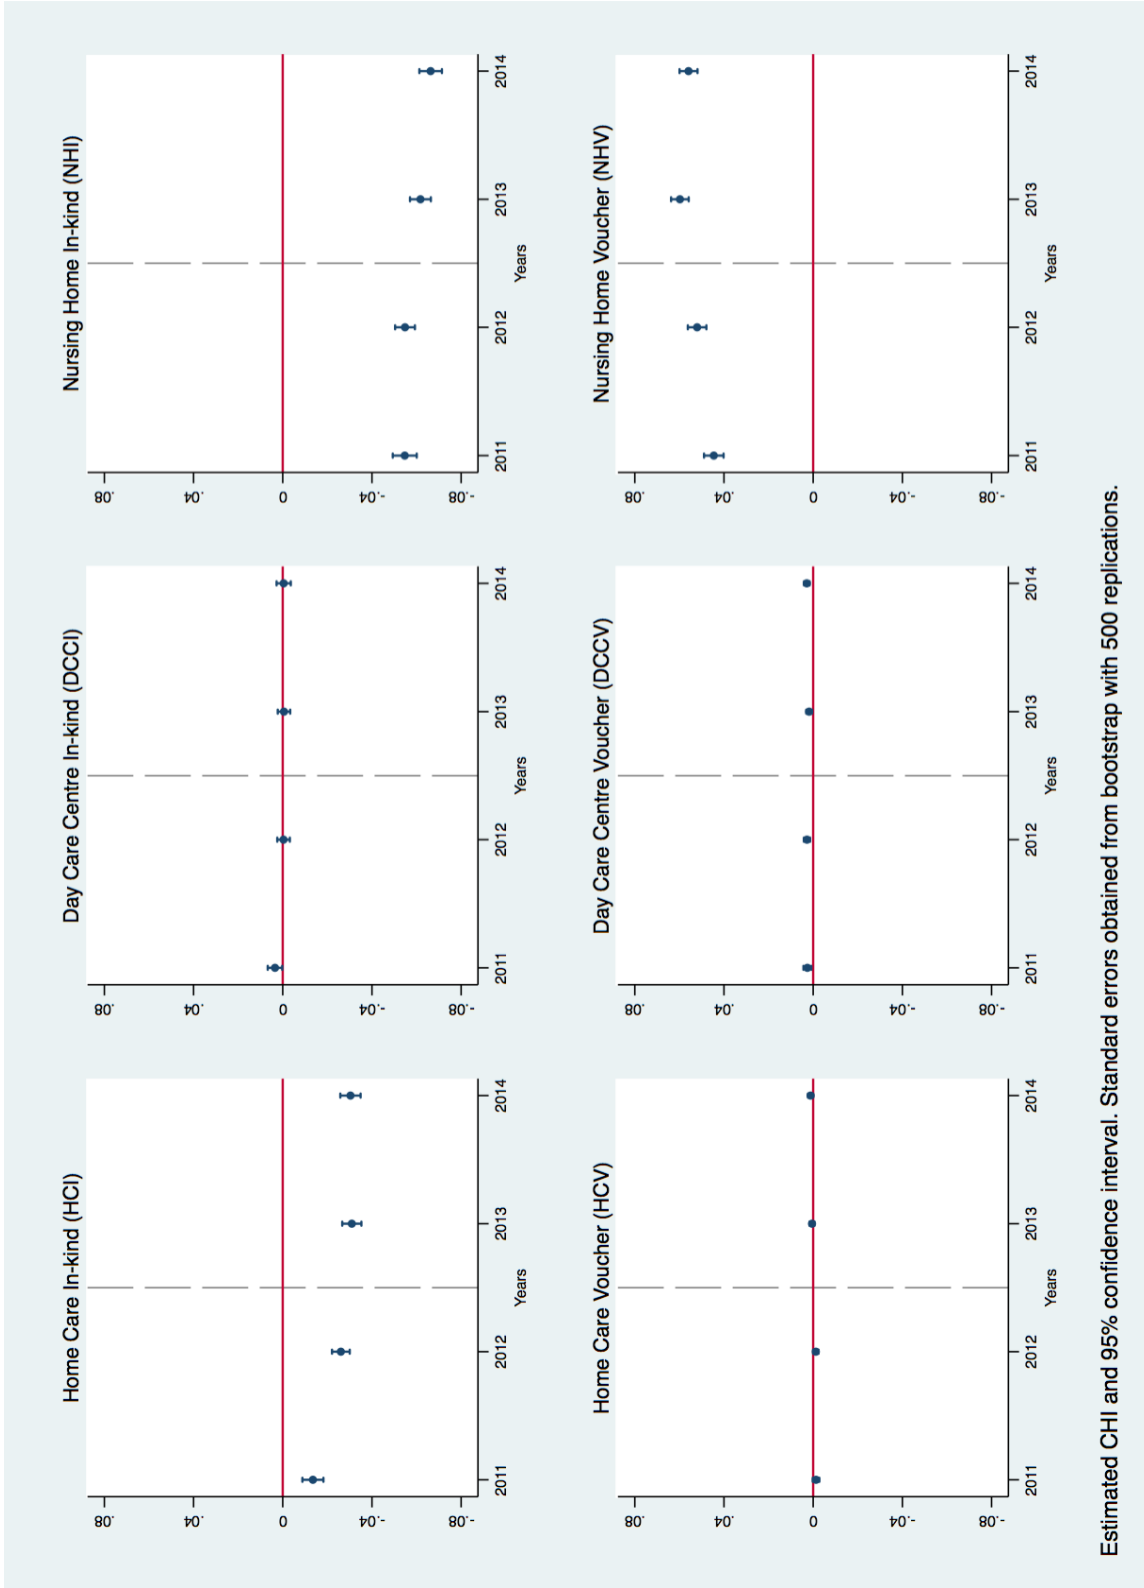 Home Care In-kind (HCI)
.08
.04
0
-.04
-.08
2011 2012 2013 2014
Years
Day Care Centre In-kind (DCCI)
.08
.04
0
-.04
-.08
2011 2012 2013 2014
Years
Nursing Home In-kind (NHI)
.08
.04
0
-.04
-.08
2011 2012 2013 2014
Years
Home Care Voucher (HCV)
.08
.04
0
-.04
-.08
2011 2012 2013 2014
Years
Day Care Centre Voucher (DCCV)
.08
.04
0
-.04
-.08
2011 2012 2013 2014
Years
Nursing Home Voucher (NHV)
.08
.04
0
-.04
-.08
2011 2012 2013 2014
Years
Estimated CHI and 95% confidence interval. Standard errors obtained from bootstrap with 500 replications.